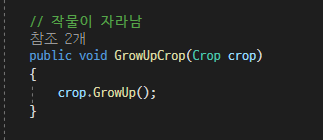 // 작물이 자라남
참조 2개
public void GrowUpCrop(Crop crop)
{
crop.GrowUp();
}